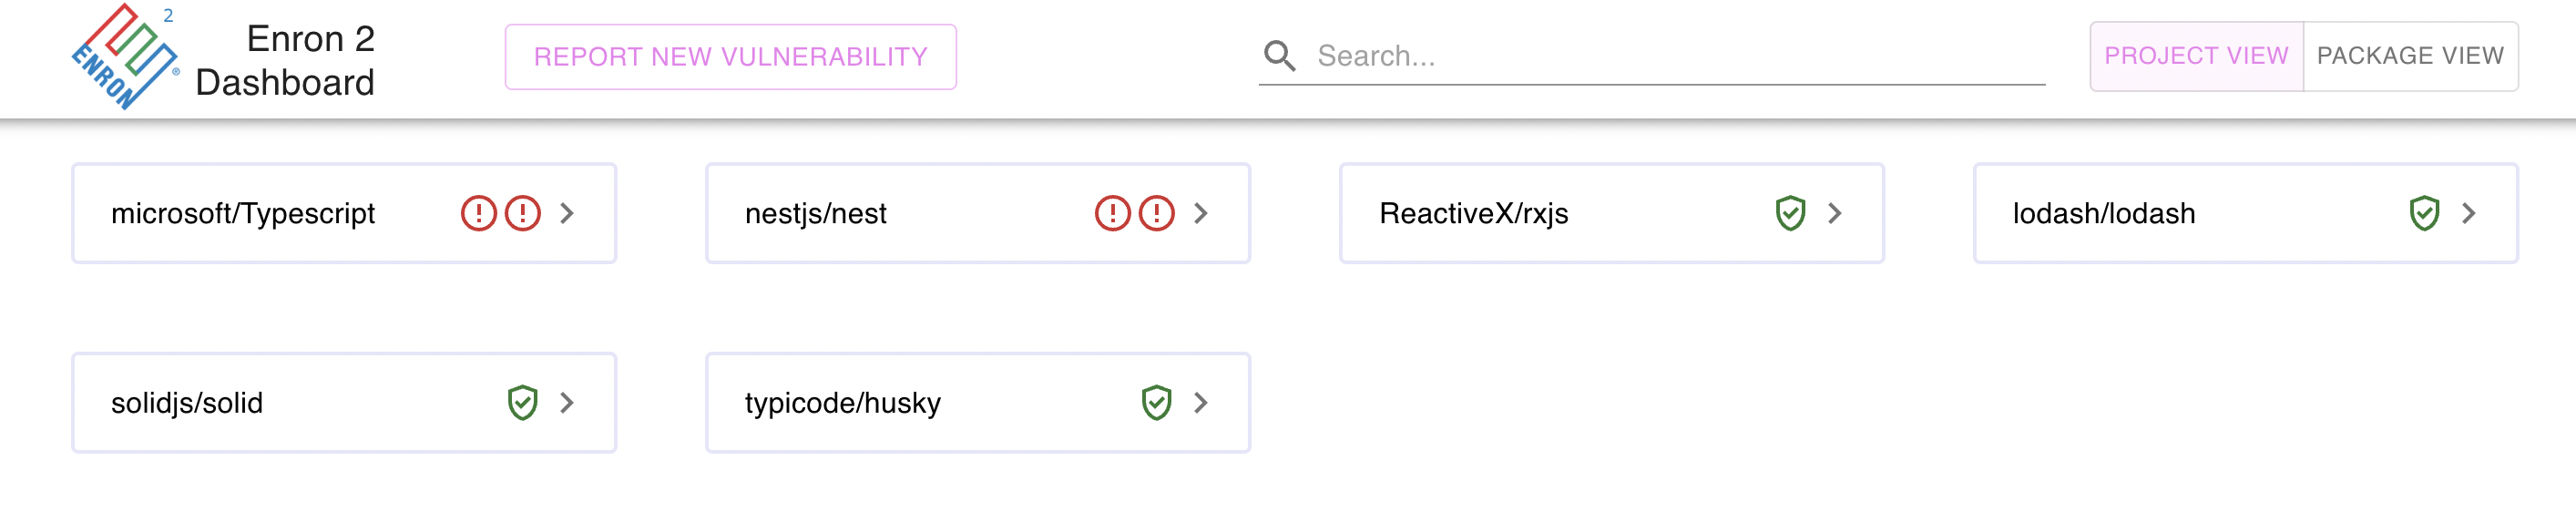 2
ENRON
®
Enron 2
Dashboard
REPORT NEW VULNERABILITY
Search...
PROJECT VIEW
PACKAGE VIEW
microsoft/Typescript
nestjs/nest
ReactiveX/rxjs
lodash/lodash
solidjs/solid
typicode/husky